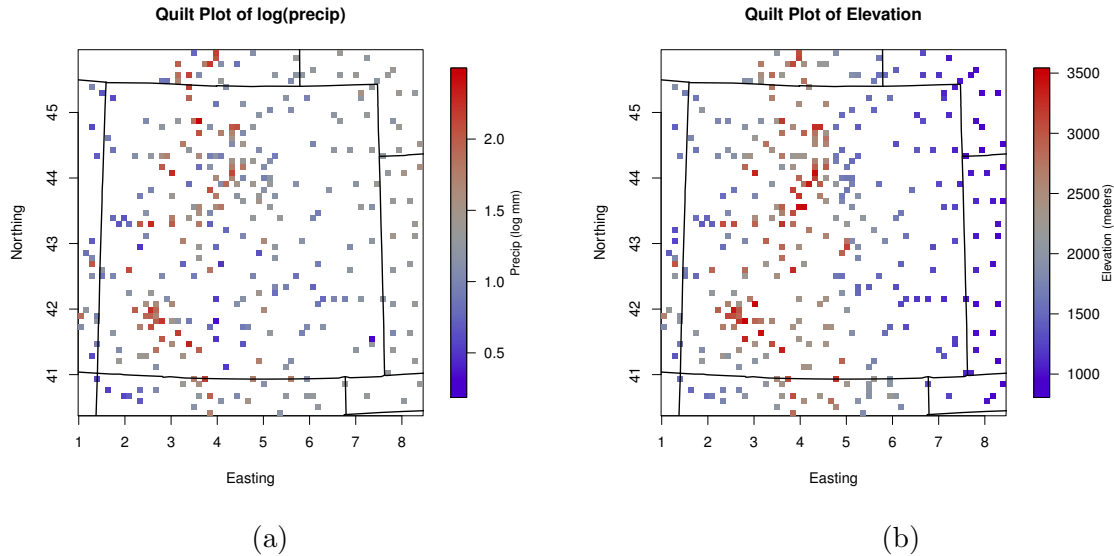 Quilt Plot of log(precip)
45
44
43
42
41
Northing
1 2 3 4 5 6 7 8
Easting
2.0
1.5
1.0
0.5
Precip (log mm)
(a)
Quilt Plot of Elevation
45
44
43
42
41
Northing
1 2 3 4 5 6 7 8
Easting
3500
3000
2500
2000
1500
1000
Elevation (meters)
(b)